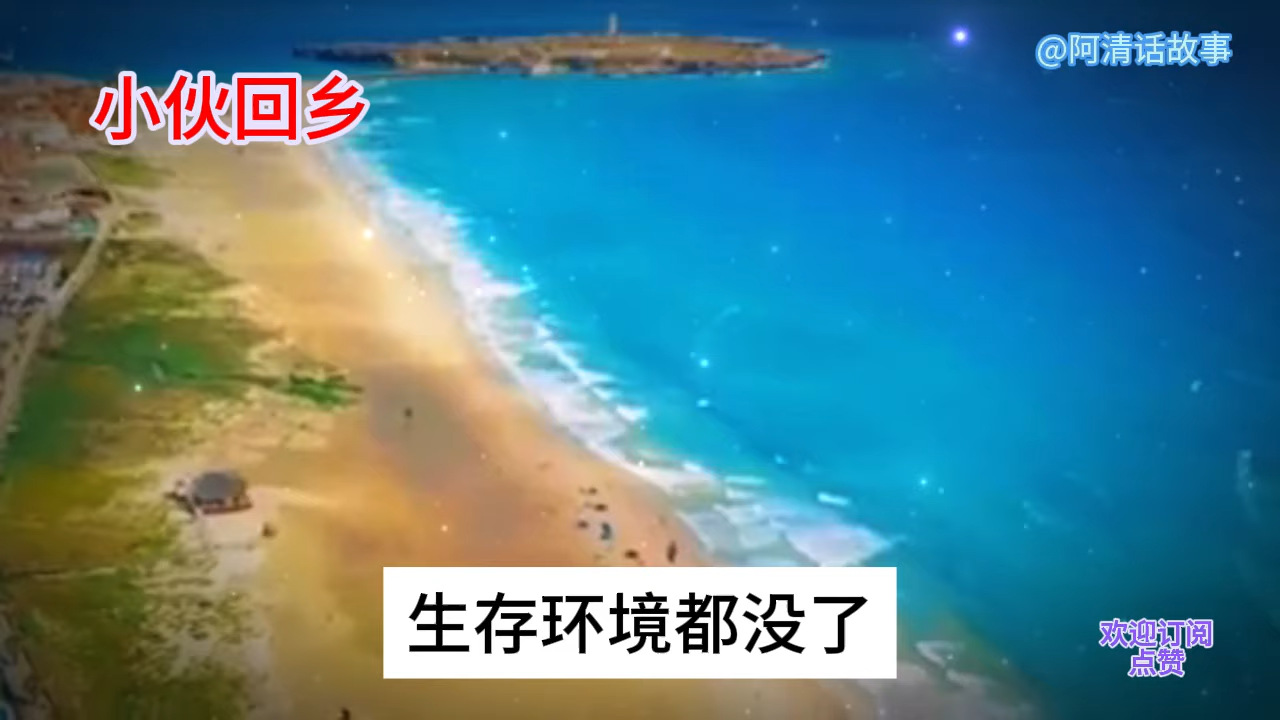 @阿清话故事
小伙回乡
生存环境都没了
欢迎订阅
点赞